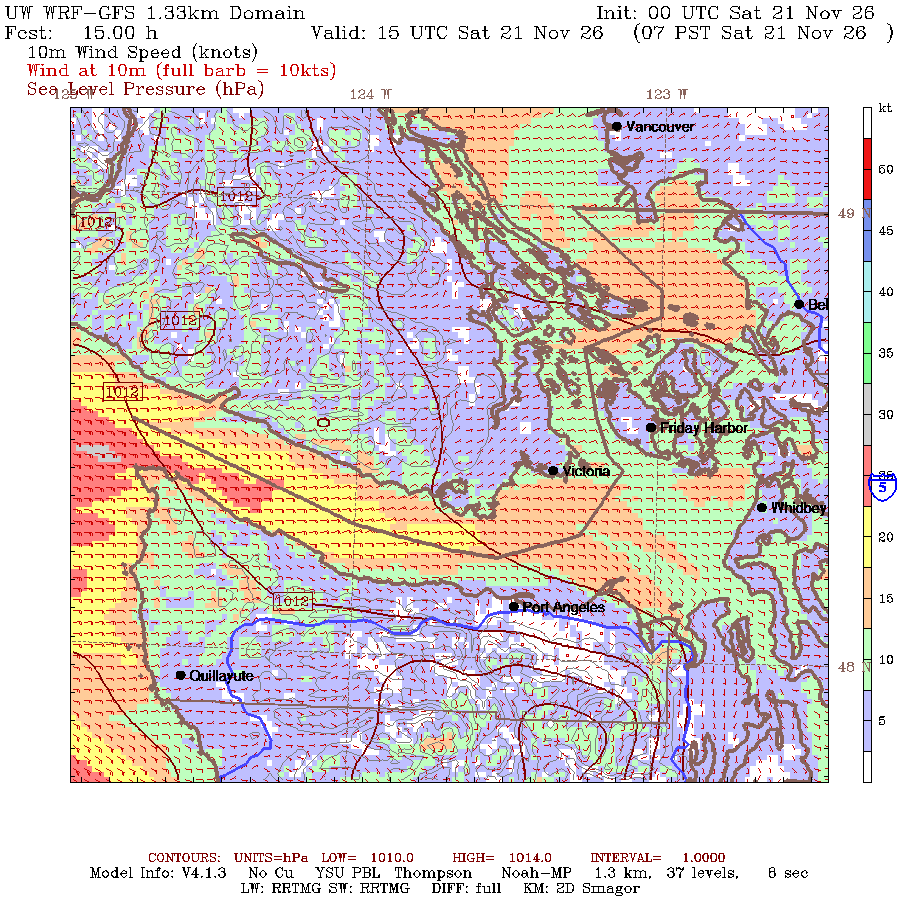 UW WRF-GFS 1.33km Domain Init: 00 UTC Sat 21 Nov 26
Fcst: 15.00 h Valid: 15 UTC Sat 21 Nov 26 (07 PST Sat 21 Nov 26 )
10m Wind Speed (knots)
Wind at 10m (full barb = 10kts)
Sea Level Pressure (hPa)
125 W 124 W 123 W
kt
Vancouver
60
1012
49 N
1012
45
40
Bel
1012
35
1012
30
Friday Harbor
Victoria
25
5
Whidbey
20
1012
15
Port Angeles
10
48 N
Quillayute
5
CONTOURS: UNITS=hPa LOW= 1010.0 HIGH= 1014.0 INTERVAL= 1.0000
Model Info: V4.1.3 No Cu YSU PBL Thompson Noah-MP 1.3 km, 37 levels, 8 sec
LW: RRTMG SW: RRTMG DIFF: full KM: 2D Smagor